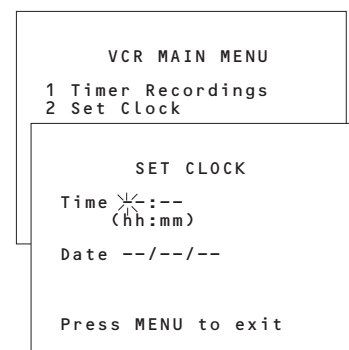 VCR MAIN MENU
1 Timer Recordings
2 Set Clock
SET CLOCK
Time --:--
(hh:mm)
Date --/--/--
Press MENU to exit